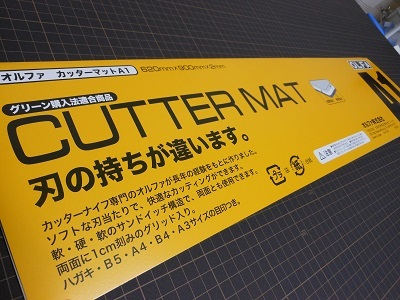 オルファ カッターマットA1
620mm×900mm×2mm
グリーン購入法適合商品
CUTTER MAT
A1
刃の持ちが違います。
カッターナイフ専門のオルファが長年の経験をもとに作りました。
ソフトな刃当たりで、快適なカッティングができます。
軟・硬・軟のサンドイッチ構造で、両面とも使用できます。
両面に1cm刻みのグリッド入り。
ハガキ・B5・A4・B4・A3サイズの目印つき。